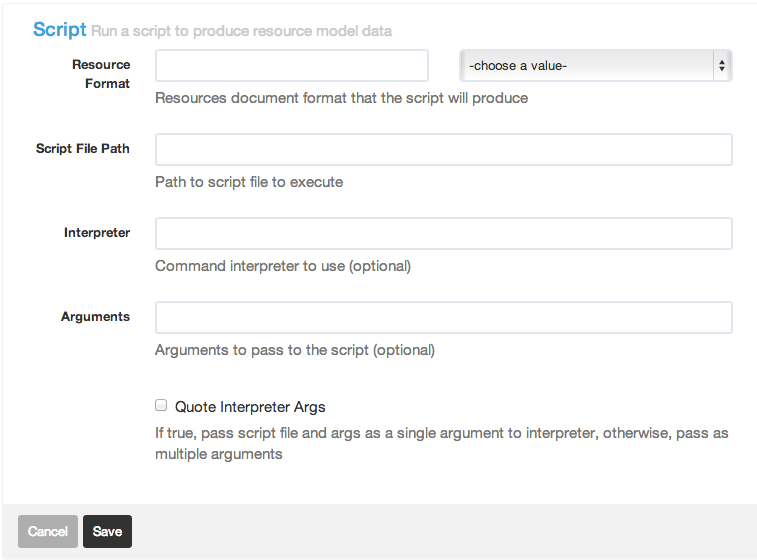 Script Run a script to produce resource model data
Resource
Format
-choose a value-
Resources document format that the script will produce
Script File Path
Path to script file to execute
Interpreter
Command interpreter to use (optional)
Arguments
Arguments to pass to the script (optional)
Quote Interpreter Args
If true, pass script file and args as a single argument to interpreter, otherwise, pass as
multiple arguments
Cancel Save